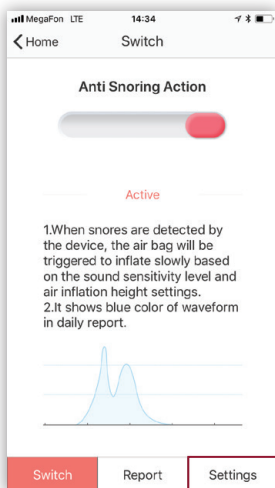 MegaFon LTE 14:34
Home Switch
Anti Snoring Action
Active
1.When snores are detected by
the device, the air bag will be
triggered to inflate slowly based
on the sound sensitivity level and
air inflation height settings.
2.It shows blue color of waveform
in daily report.
Switch Report Settings